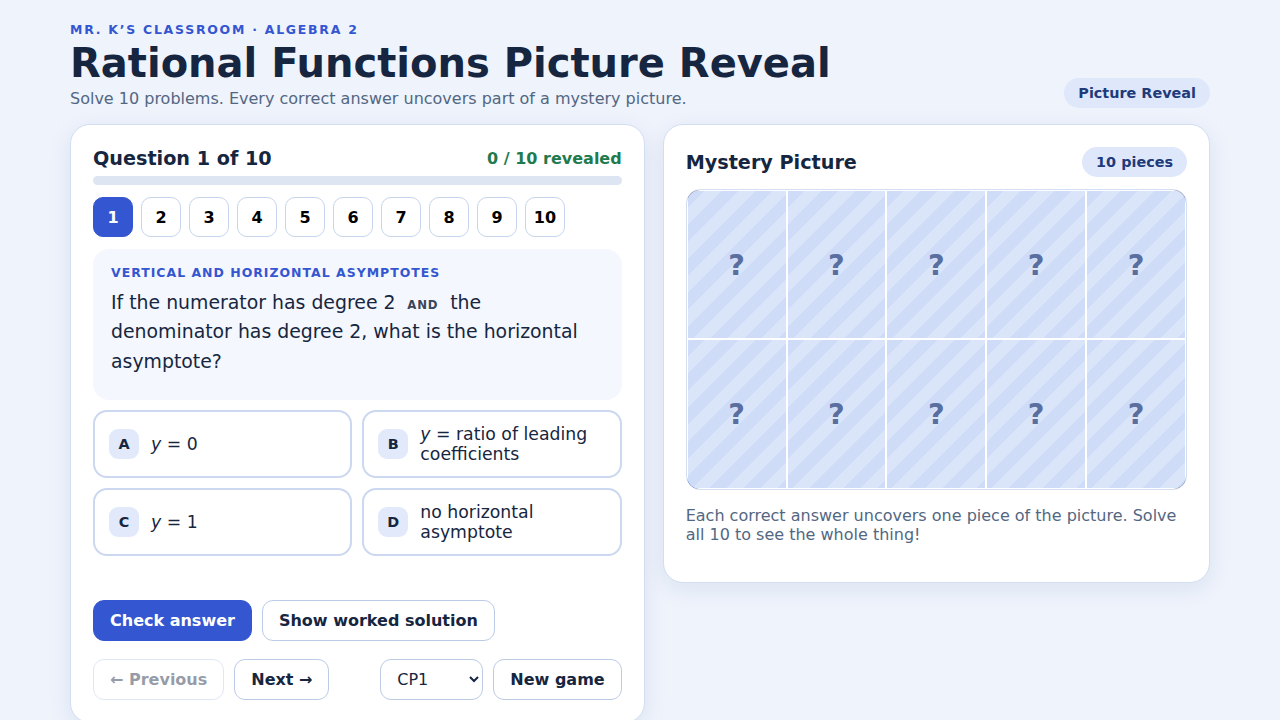 MR. K’S CLASSROOM · ALGEBRA 2
Rational Functions Picture Reveal
Solve 10 problems. Every correct answer uncovers part of a mystery picture.
Picture Reveal
Question 1 of 10
0 / 10 revealed
1 2 3 4 5 6 7 8 9 10
VERTICAL AND HORIZONTAL ASYMPTOTES
If the numerator has degree 2 AND the
denominator has degree 2, what is the horizontal
asymptote?
A y = 0
B y = ratio of leading
coefficients
C y = 1
D no horizontal
asymptote
Check answer
Show worked solution
← Previous
Next →
CP1
New game
Mystery Picture
10 pieces
? ? ? ? ?
? ? ? ? ?
Each correct answer uncovers one piece of the picture. Solve
all 10 to see the whole thing!